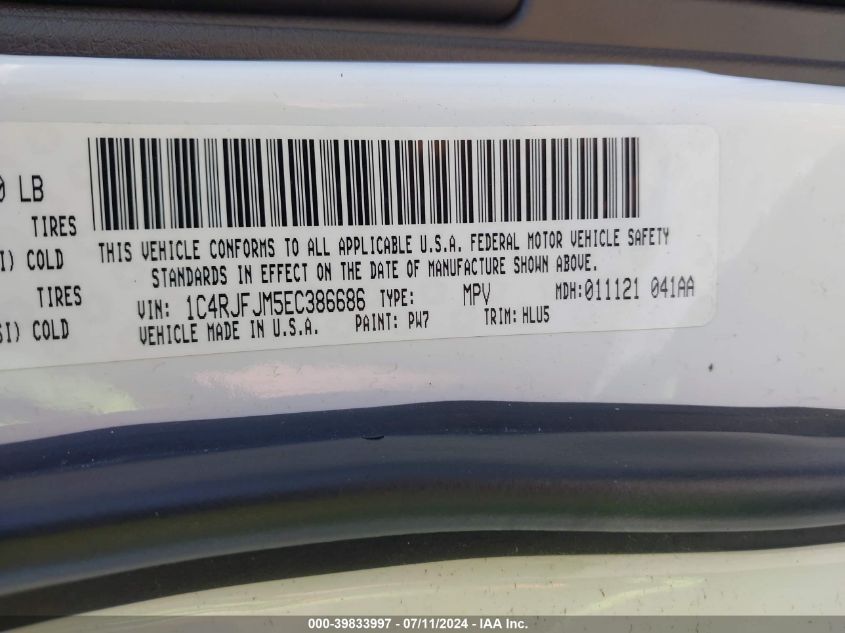 0 LB
TIRES
I) COLD
TIRES
SI) COLD
THIS VEHICLE CONFORMS TO ALL APPLICABLE U.S.A. FEDERAL MOTOR VEHICLE SAFETY
STANDARDS IN EFFECT ON THE DATE OF MANUFACTURE SHOWN ABOVE.
VIN: 1C4RJFJM5EC386686 TYPE: MPV MDH:011121 041AA
VEHICLE MADE IN U.S.A. PAINT: PW7 TRIM: HLU5
000-39833997 - 07/11/2024 - IAA Inc.